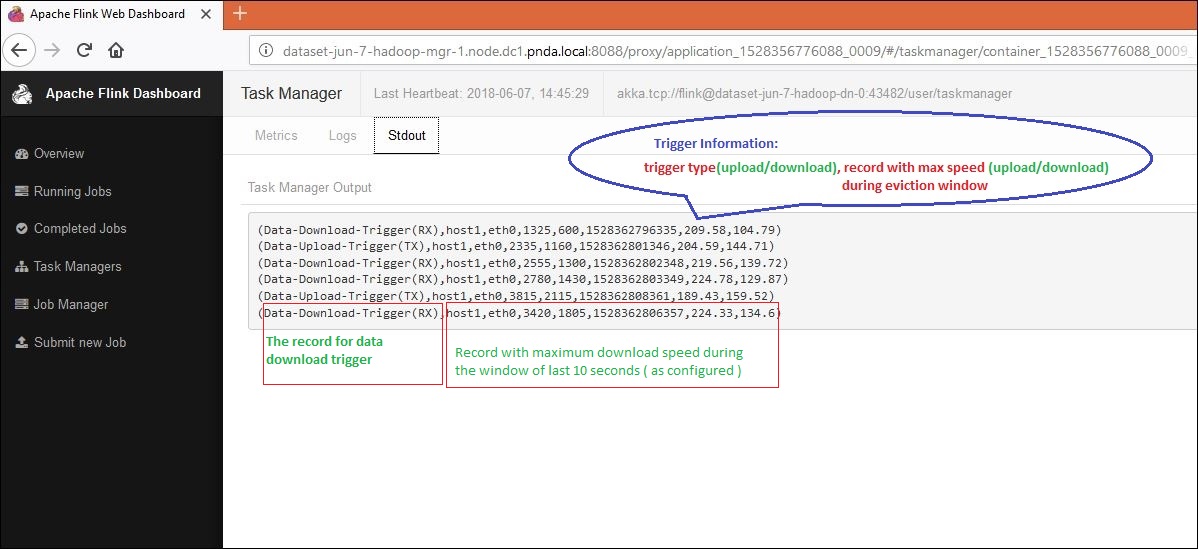 Apache Flink Web Dashboard
dataset-jun-7-hadoop-mgr-1.node.dc1.pnda.local:8088/proxy/application_1528356776088_0009/#/taskmanager/container_1528356776088_0009_
Apache Flink Dashboard
Task Manager
Last Heartbeat: 2018-06-07, 14:45:29
akka.tcp://flink@dataset-jun-7-hadoop-dn-0:43482/user/taskmanager
Overview
Running Jobs
Completed Jobs
Task Managers
Job Manager
Submit new Job
Metrics
Logs
Stdout
Trigger Information:
trigger type(upload/download), record with max speed (upload/download)
during eviction window
Task Manager Output
(Data-Download-Trigger(RX),host1,eth0,1325,600,1528362796335,209.58,104.79)
(Data-Upload-Trigger(TX),host1,eth0,2335,1160,1528362801346,204.59,144.71)
(Data-Download-Trigger(RX),host1,eth0,2555,1300,1528362802348,219.56,139.72)
(Data-Download-Trigger(RX),host1,eth0,2780,1430,1528362803349,224.78,129.87)
(Data-Upload-Trigger(TX),host1,eth0,3815,2115,1528362808361,189.43,159.52)
(Data-Download-Trigger(RX),host1,eth0,3420,1805,1528362806357,224.33,134.6)
The record for data
download trigger
Record with maximum download speed during
the window of last 10 seconds ( as configured )